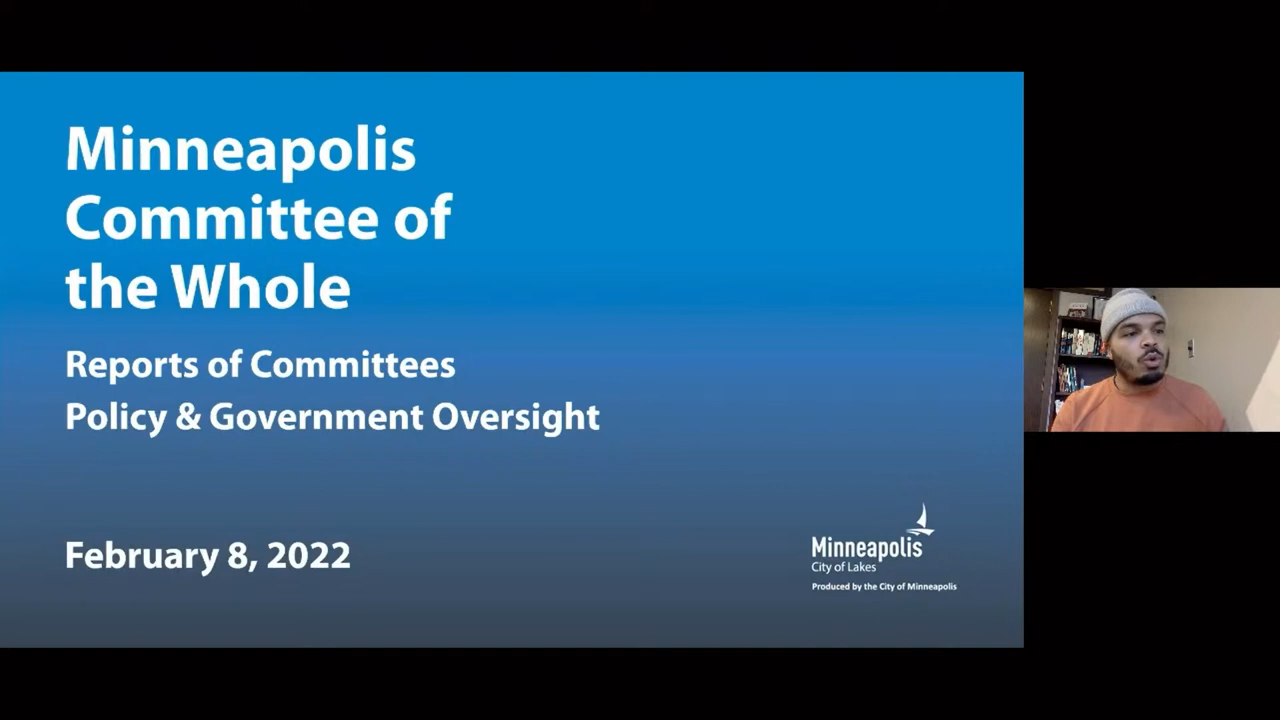 Minneapolis
Committee of
the Whole
Reports of Committees
Policy & Government Oversight
February 8, 2022
Minneapolis
City of Lakes
Produced by the City of Minneapolis